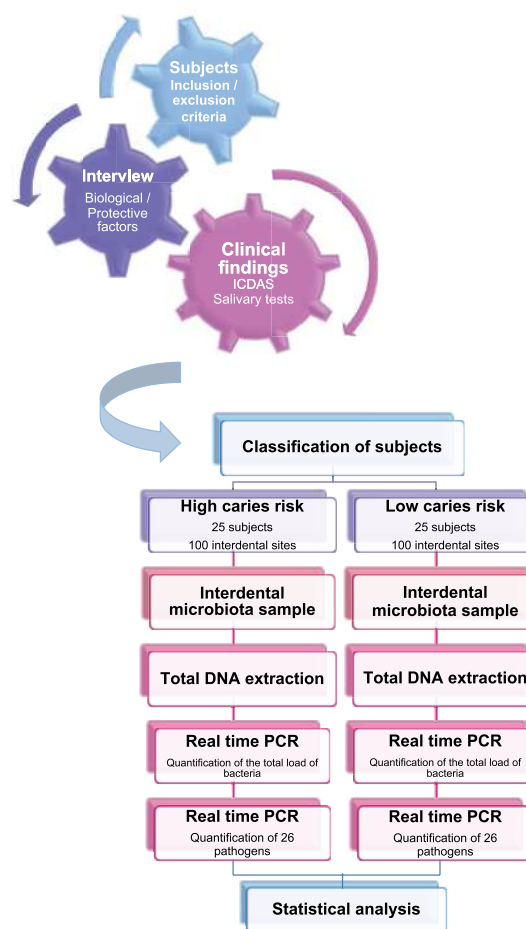 Subjects
Inclusion /
exclusion
criteria
Interview
Biological /
Protective
factors
Clinical
findings
ICDAS
Salivary tests
Classification of subjects
High caries risk
25 subjects
100 interdental sites
Low caries risk
25 subjects
100 interdental sites
Interdental
microbiota sample
Interdental
microbiota sample
Total DNA extraction
Total DNA extraction
Real time PCR
Quantification of the total load of
bacteria
Real time PCR
Quantification of the total load of
bacteria
Real time PCR
Quantification of 26
pathogens
Real time PCR
Quantification of 26
pathogens
Statistical analysis